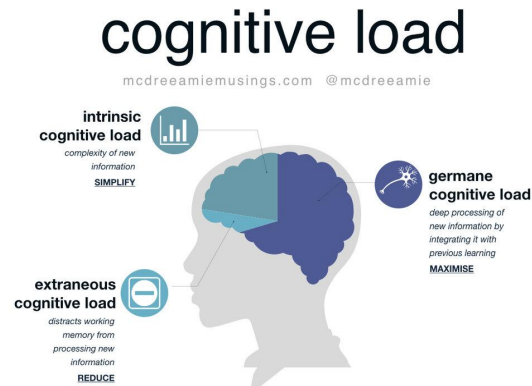 cognitive load
mcdreeamiemusings.com @mcdreeamie
intrinsic
cognitive load
complexity of new
information
SIMPLIFY
germane
cognitive load
deep processing of
new information by
integrating it with
previous learning
MAXIMISE
extraneous
cognitive load
distracts working
memory from
processing new
information
REDUCE